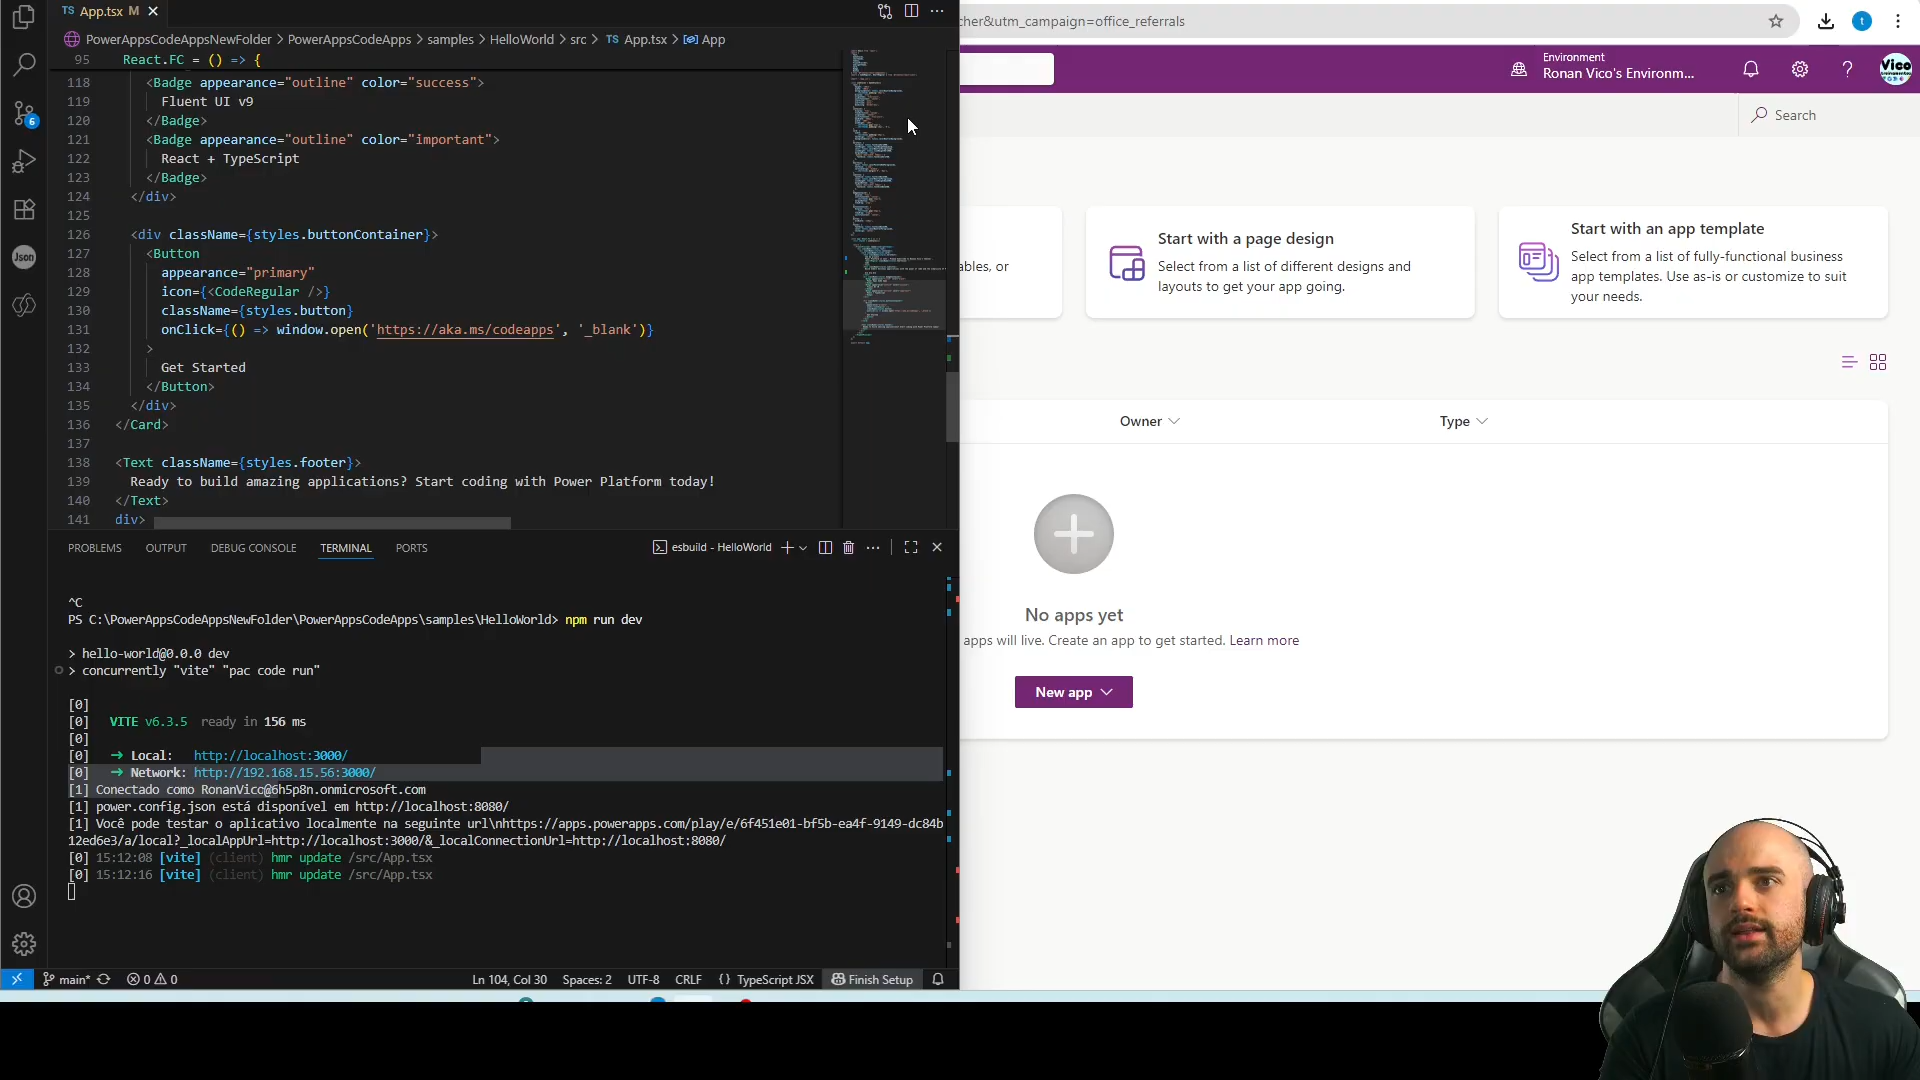 TS App.tsx M
cher&utm_campaign=office_referrals
t
PowerAppsCodeAppsNewFolder > PowerAppsCodeApps > samples > HelloWorld > src > TS App.tsx > App
Environment
Ronan Vico's Environm...
?
Vico
95 React.FC = () => {
118 <Badge appearance="outline" color="success">
119 Fluent UI v9
120 </Badge>
121 <Badge appearance="outline" color="important">
122 React + TypeScript
123 </Badge>
124 </div>
125
126 <div className={styles.buttonContainer}>
127 <Button
128 appearance="primary"
129 icon={<CodeRegular />}
130 className={styles.button}
131 onClick={() => window.open('https://aka.ms/codeapps', '_blank')}
132 >
133 Get Started
134 </Button>
135 </div>
136 </Card>
137
138 <Text className={styles.footer}>
139 Ready to build amazing applications? Start coding with Power Platform today!
140 </Text>
141 div>
6
Json
Search
ables, or
Start with a page design
Select from a list of different designs and
layouts to get your app going.
Start with an app template
Select from a list of fully-functional business
app templates. Use as-is or customize to suit
your needs.
Owner
Type
No apps yet
apps will live. Create an app to get started. Learn more
New app
PROBLEMS OUTPUT DEBUG CONSOLE TERMINAL PORTS
esbuild - HelloWorld
^C
PS C:\PowerAppsCodeAppsNewFolder\PowerAppsCodeApps\samples\HelloWorld> npm run dev
> hello-world@0.0.0 dev
> concurrently "vite" "pac code run"
[0]
[0] VITE v6.3.5 ready in 156 ms
[0]
[0] ➜ Local: http://localhost:3000/
[0] ➜ Network: http://192.168.15.56:3000/
[1] Conectado como RonanVico@6h5p8n.onmicrosoft.com
[1] power.config.json está disponível em http://localhost:8080/
[1] Você pode testar o aplicativo localmente na seguinte url\nhttps://apps.powerapps.com/play/e/6f451e01-bf5b-ea4f-9149-dc84b
12ed6e3/a/local?_localAppUrl=http://localhost:3000/&_localConnectionUrl=http://localhost:8080/
[0] 15:12:08 [vite] (client) hmr update /src/App.tsx
[0] 15:12:16 [vite] (client) hmr update /src/App.tsx
main* 0 0
Ln 104, Col 30 Spaces: 2 UTF-8 CRLF {} TypeScript JSX Finish Setup